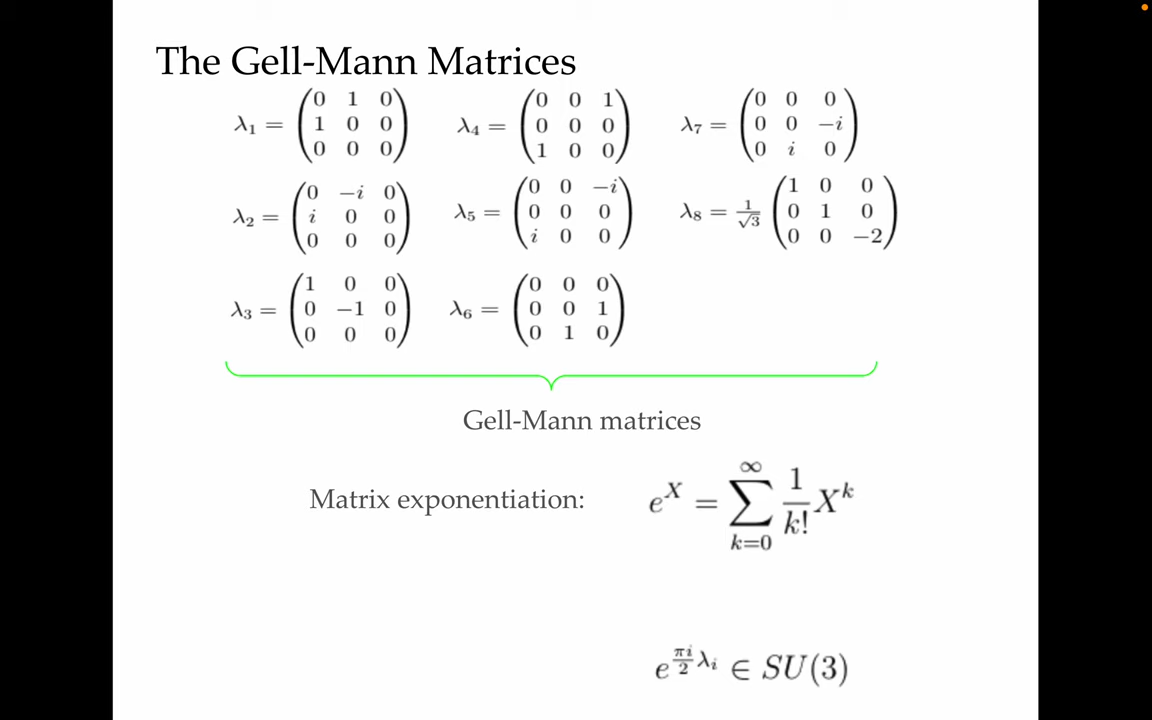 The Gell-Mann Matrices
λ₁ = (0 1 0; 1 0 0; 0 0 0)
λ₄ = (0 0 1; 0 0 0; 1 0 0)
λ₇ = (0 0 0; 0 0 −i; 0 i 0)
λ₂ = (0 −i 0; i 0 0; 0 0 0)
λ₅ = (0 0 −i; 0 0 0; i 0 0)
λ₈ = 1/√3 (1 0 0; 0 1 0; 0 0 −2)
λ₃ = (1 0 0; 0 −1 0; 0 0 0)
λ₆ = (0 0 0; 0 0 1; 0 1 0)
Gell-Mann matrices
Matrix exponentiation: e^X = ∑_{k=0}^{∞} 1/k! X^k
e^{πi/2 λ_i} ∈ SU(3)